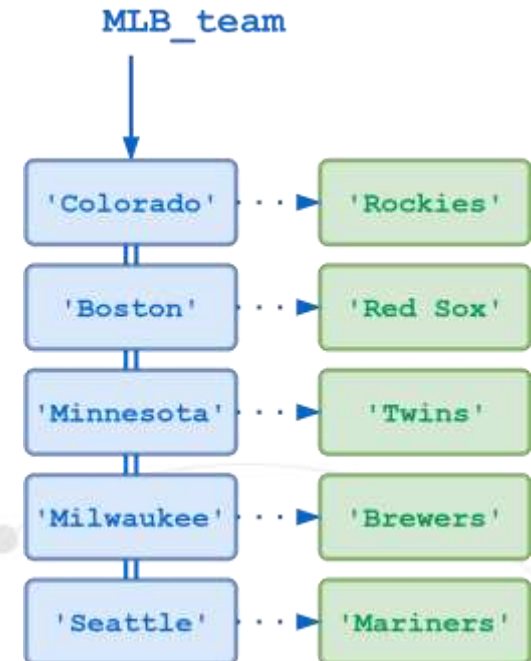 MLB_team
'Colorado' 'Rockies'
'Boston' 'Red Sox'
'Minnesota' 'Twins'
'Milwaukee' 'Brewers'
'Seattle' 'Mariners'